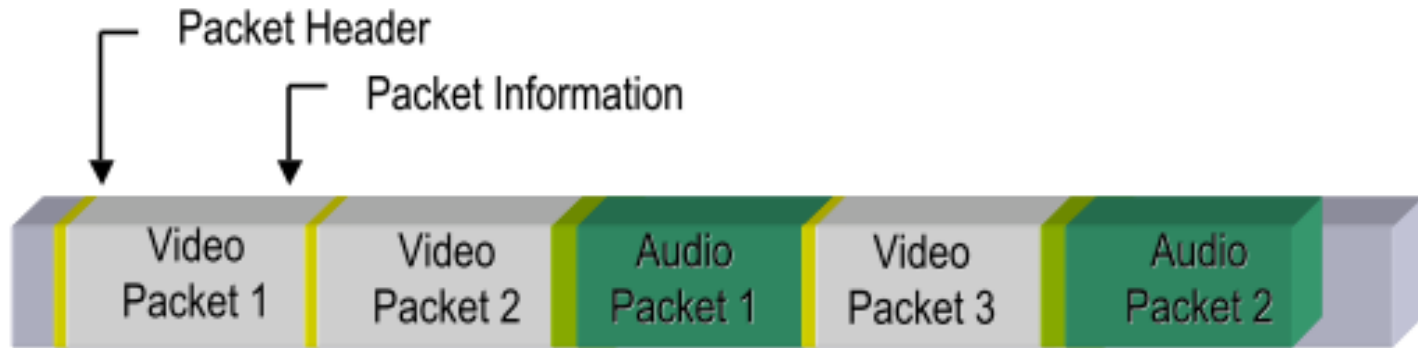 Packet Header
Packet Information
Video
Packet 1
Video
Packet 2
Audio
Packet 1
Video
Packet 3
Audio
Packet 2